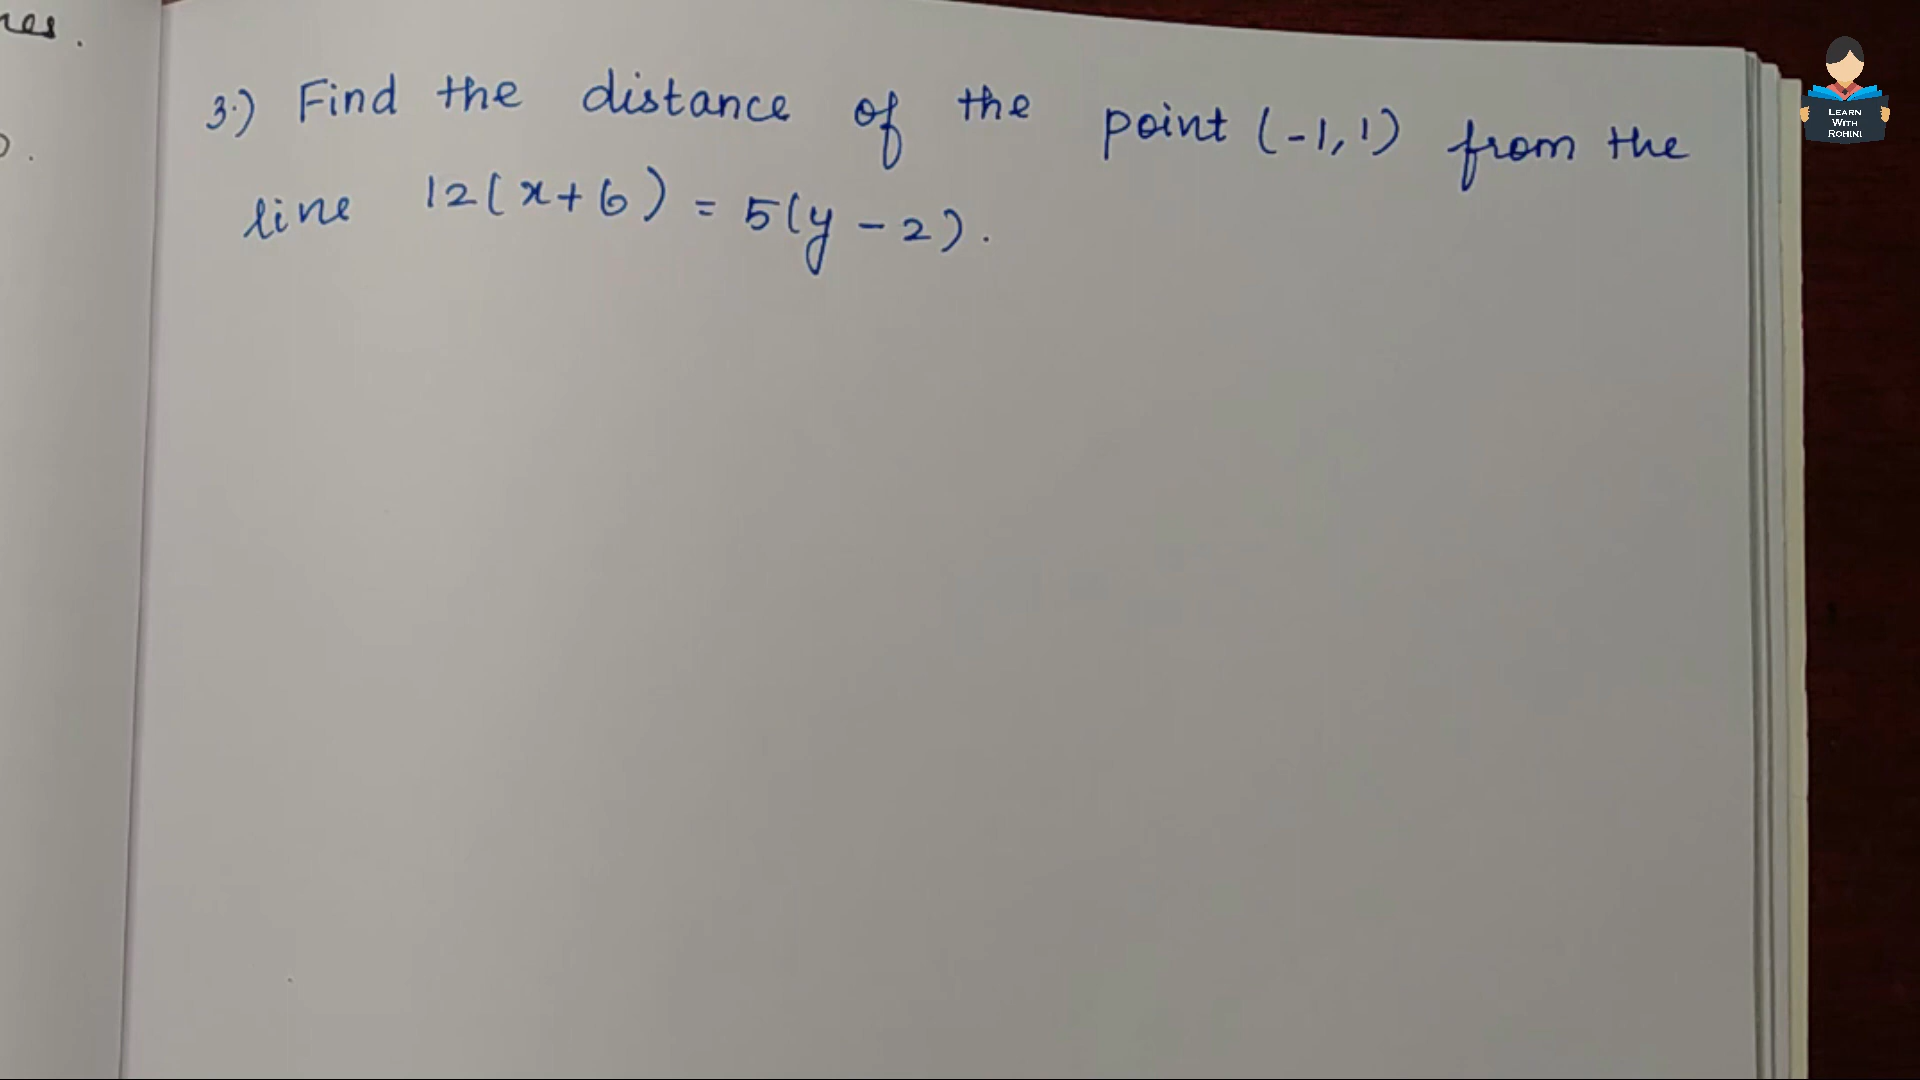 3.) Find the distance of the point (-1,1) from the
line 12(x+6) = 5(y-2).
LEARN
WITH
ROHINI